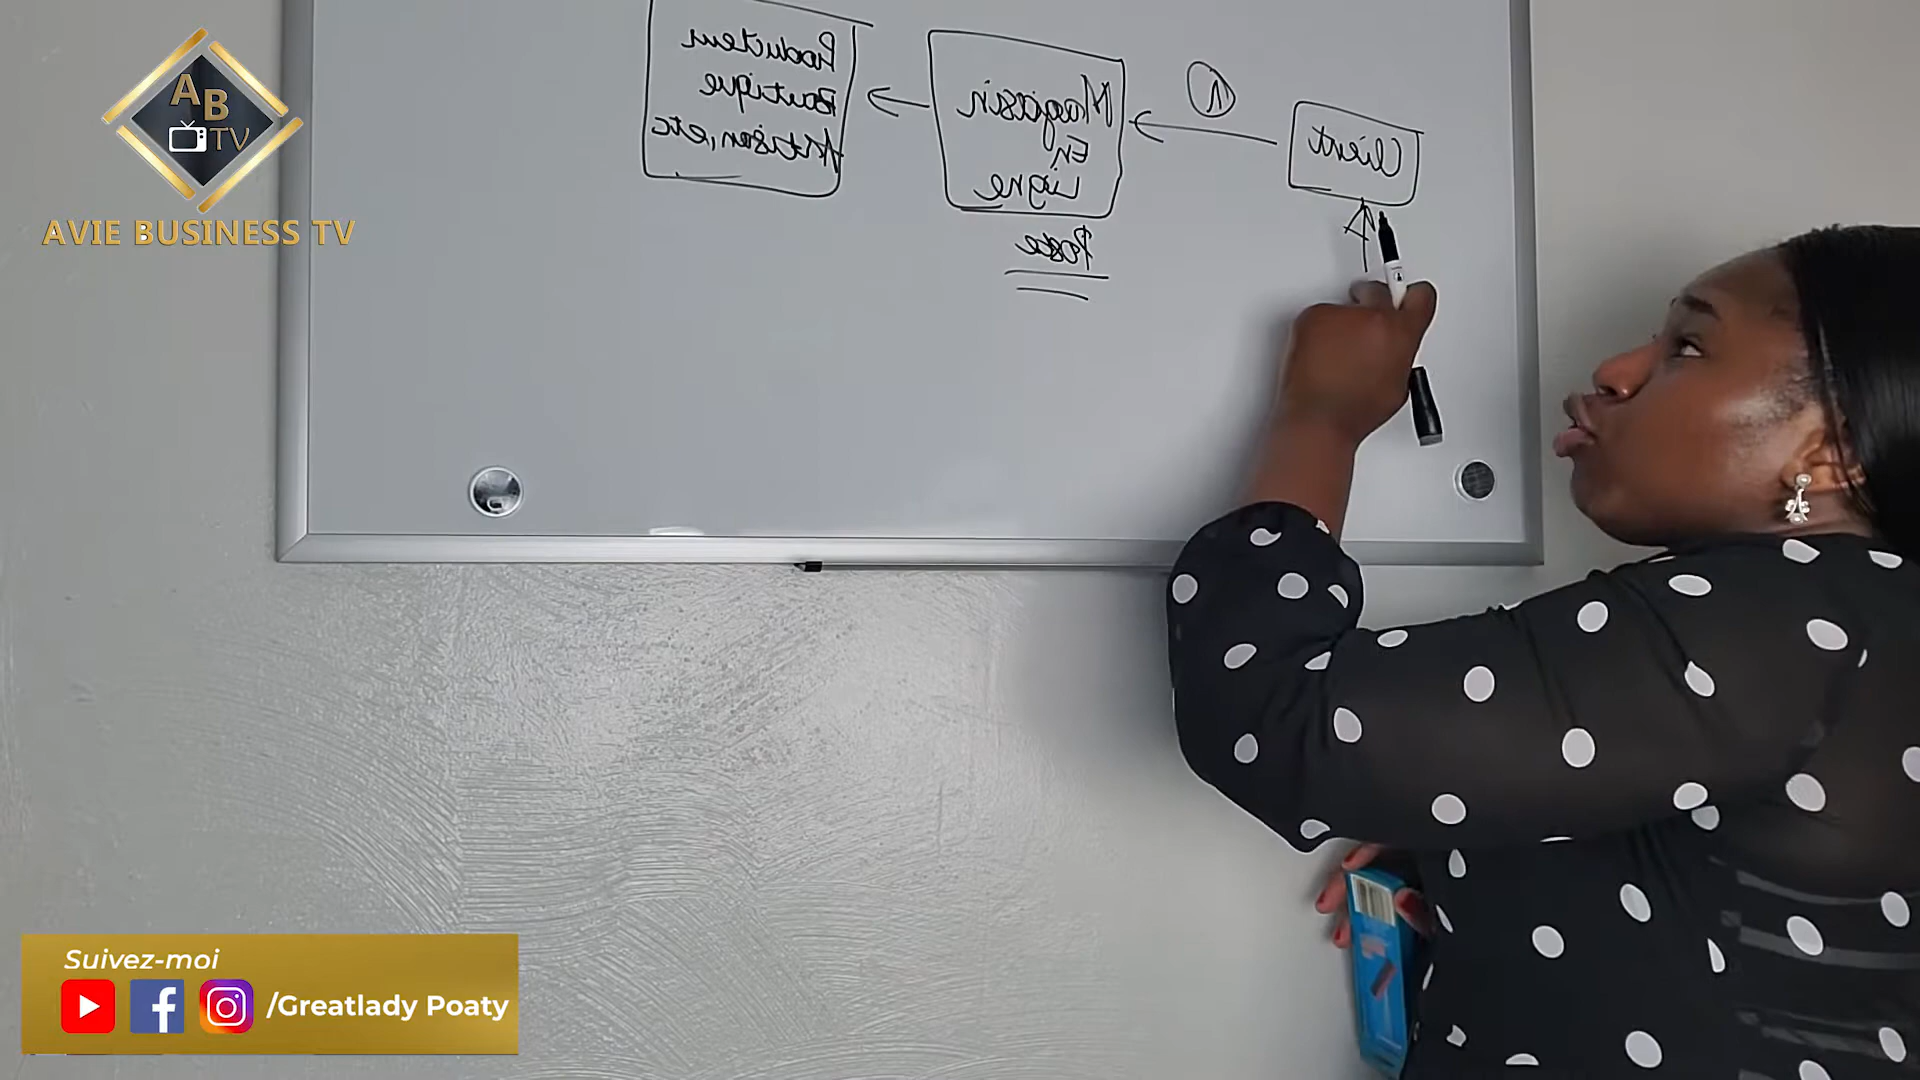 AB
TV
AVIE BUSINESS TV
Producteur
Boutique
Artisan, etc
Magasin
En
Ligne
Poste
1
Client
Suivez-moi
/Greatlady Poaty